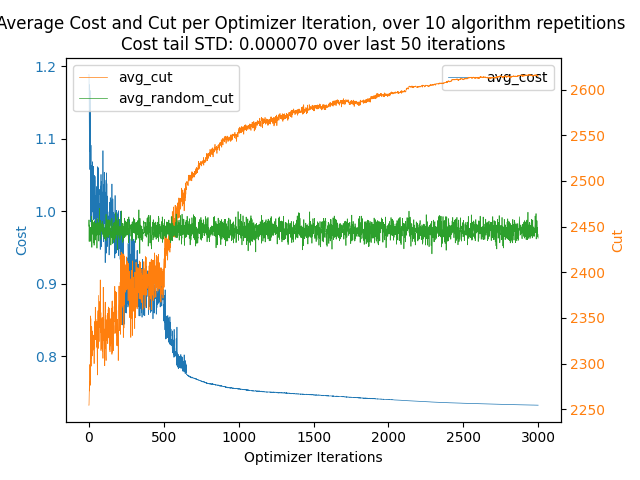 Average Cost and Cut per Optimizer Iteration, over 10 algorithm repetitions
Cost tail STD: 0.000070 over last 50 iterations
avg_cut
avg_random_cut
avg_cost
1.2
1.1
1.0
0.9
0.8
Cost
2600
2550
2500
2450
2400
2350
2300
2250
Cut
0 500 1000 1500 2000 2500 3000
Optimizer Iterations